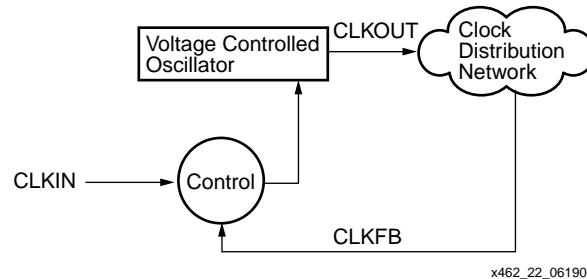 CLKOUT
Voltage Controlled
Oscillator
Clock
Distribution
Network
CLKIN
Control
CLKFB
x462_22_06190